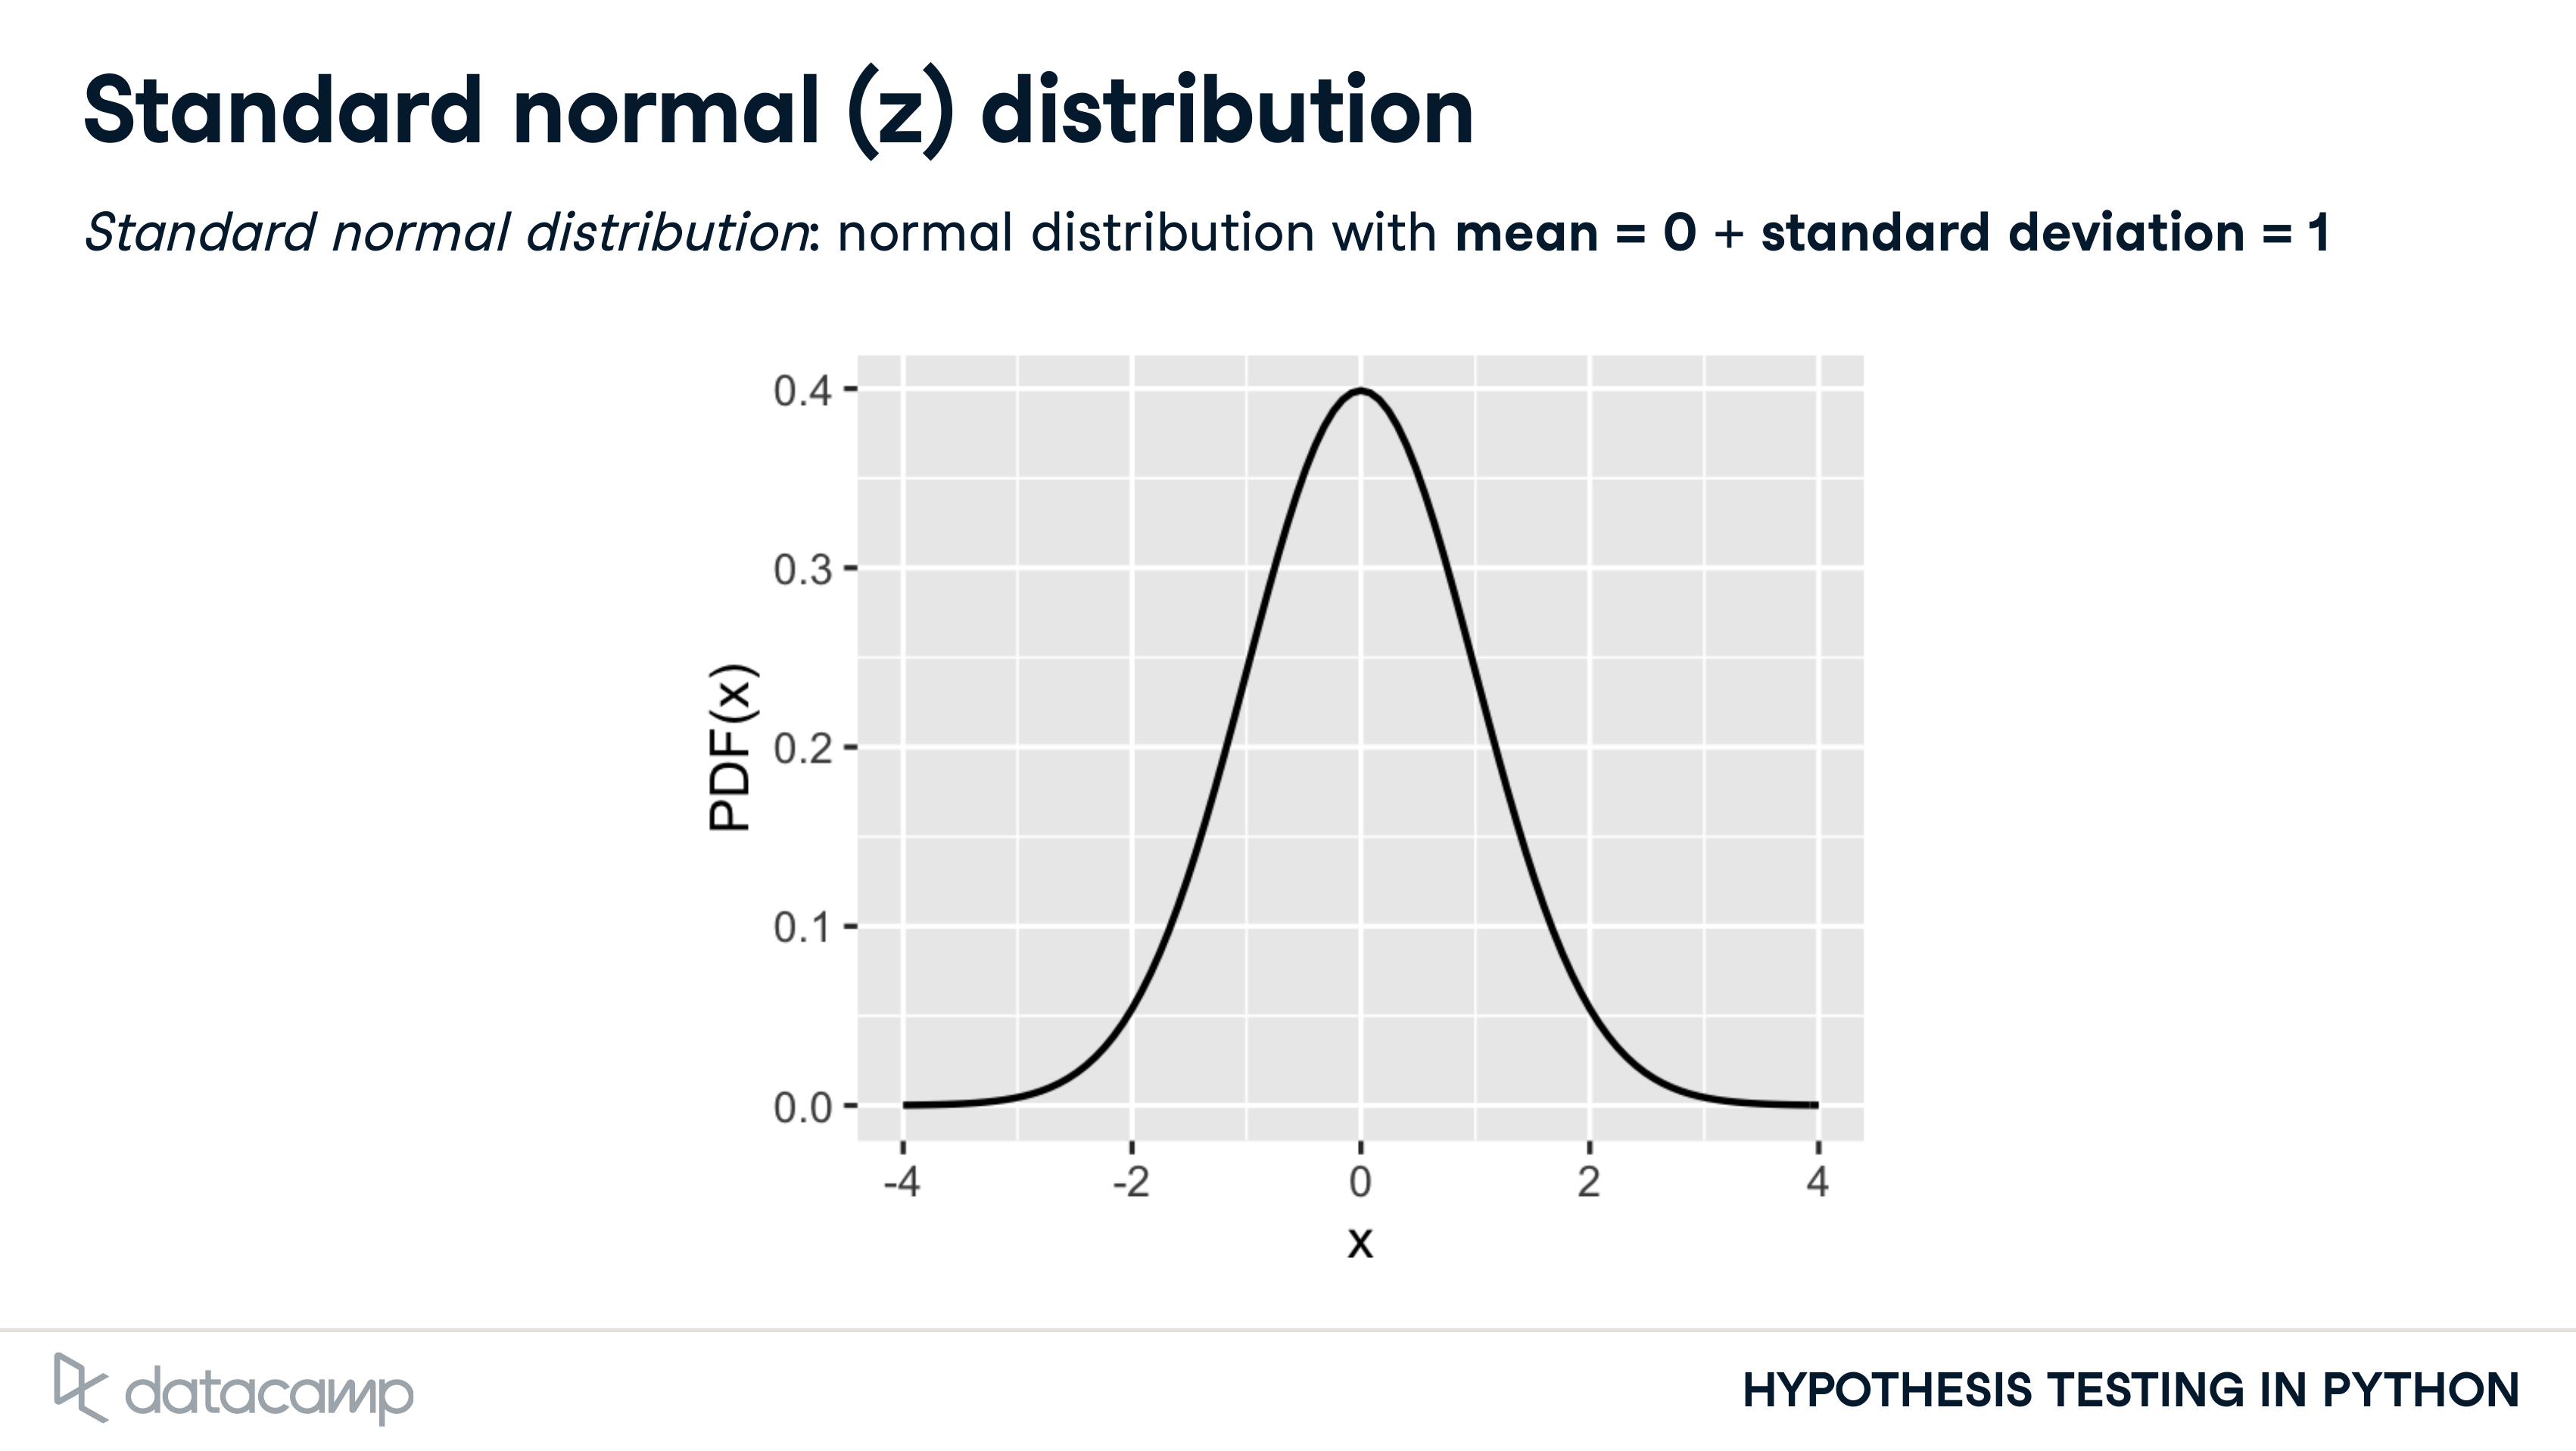 Standard normal (z) distribution
Standard normal distribution: normal distribution with mean = 0 + standard deviation = 1
0.4
0.3
0.2
0.1
0.0
PDF(x)
-4 -2 0 2 4
x
datacamp
HYPOTHESIS TESTING IN PYTHON